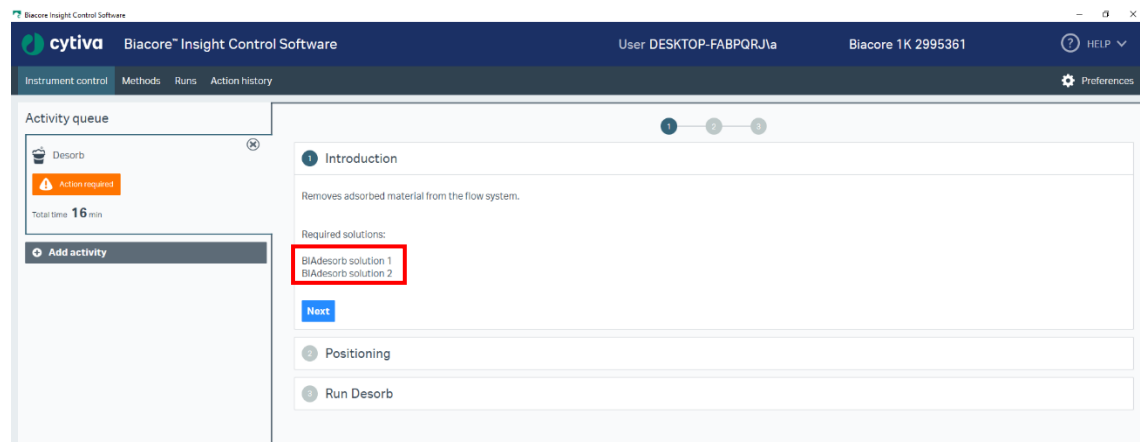 Biacore Insight Control Software
cytiva Biacore™ Insight Control Software User DESKTOP-FABPQRJ\a Biacore 1K 2995361 ? HELP
Instrument control Methods Runs Action history Preferences
Activity queue
Desorb
Action required
Total time 16 min
Add activity
1 2 3
1 Introduction
Removes adsorbed material from the flow system.
Required solutions:
BIAdesorb solution 1
BIAdesorb solution 2
Next
2 Positioning
3 Run Desorb